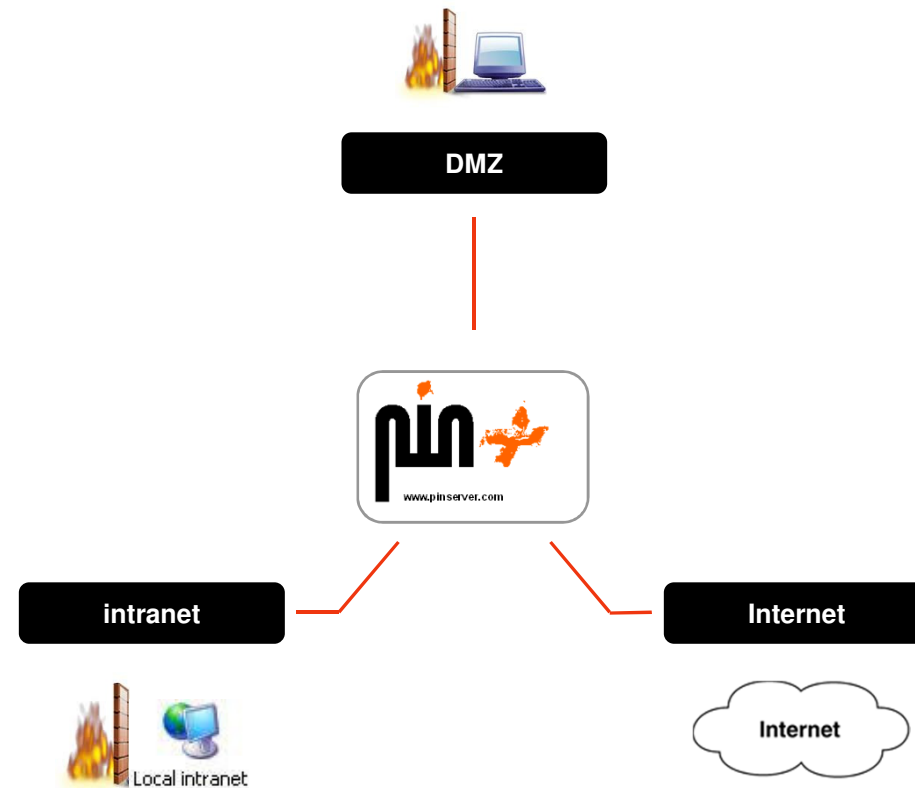 DMZ
pin+
www.pinserver.com
intranet
Internet
Internet
Local intranet